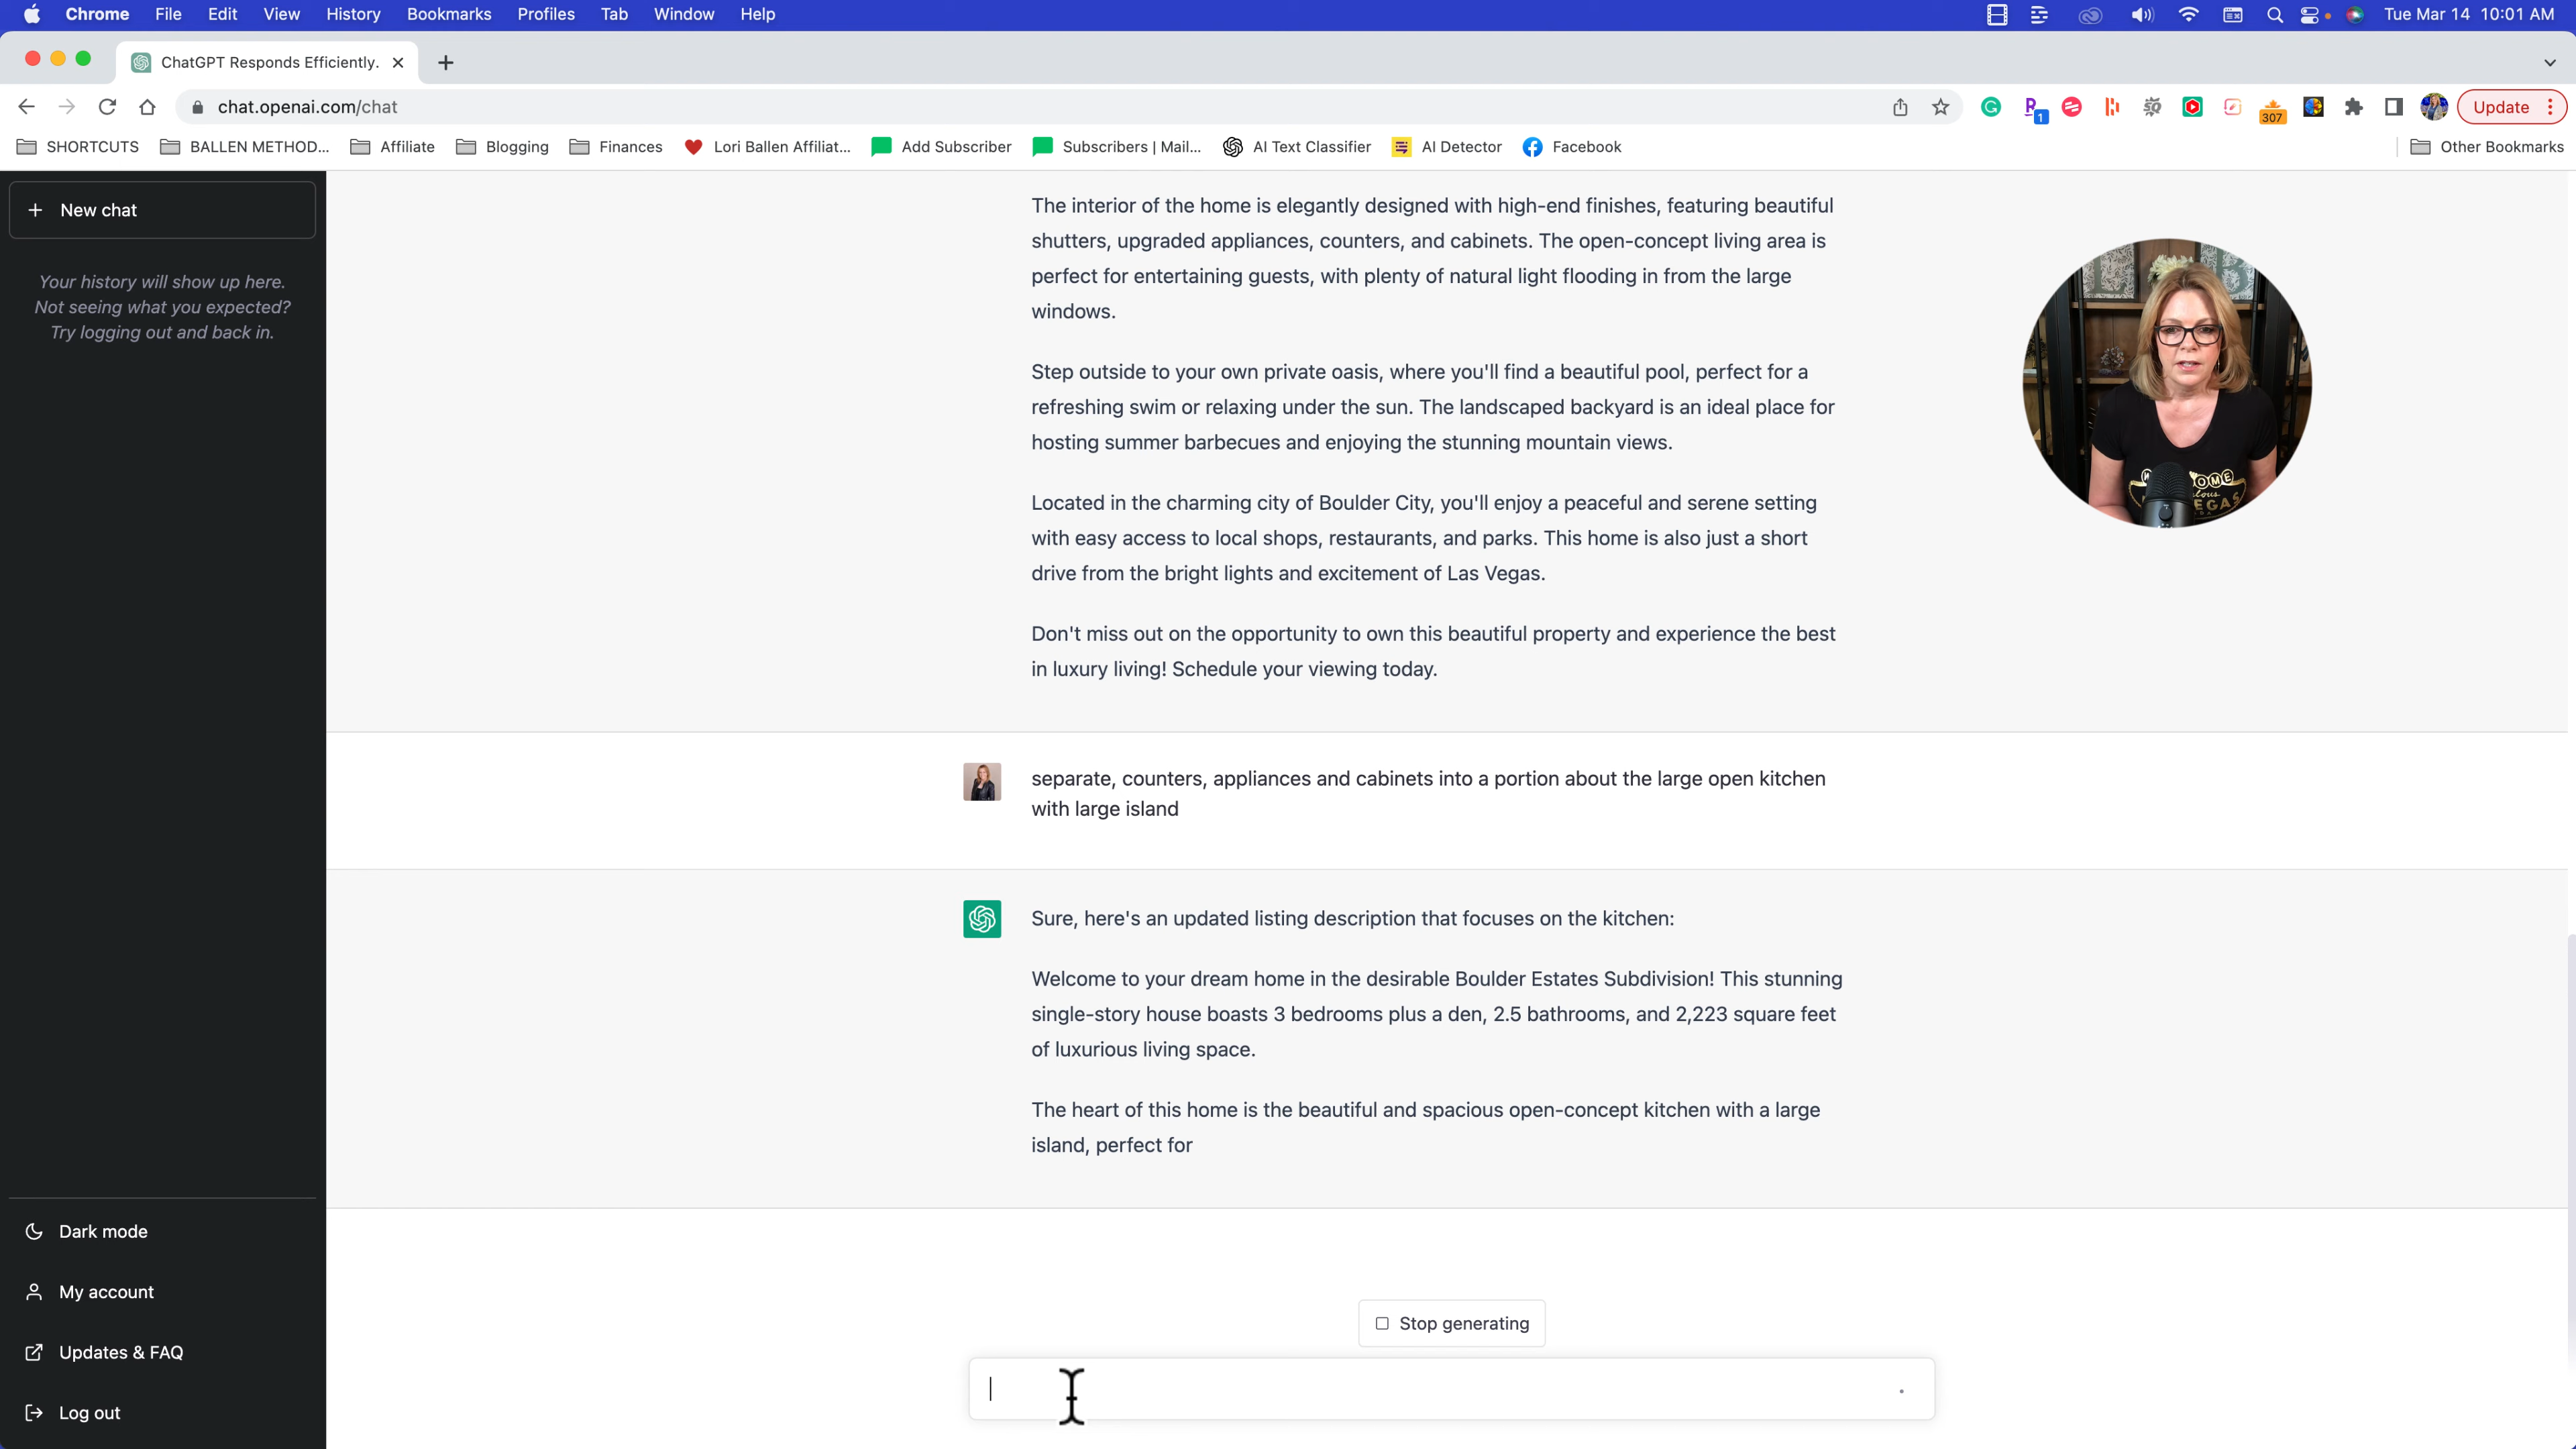 Chrome File Edit View History Bookmarks Profiles Tab Window Help Tue Mar 14 10:01 AM
ChatGPT Responds Efficiently.
chat.openai.com/chat
1
307
Update
SHORTCUTS BALLEN METHOD... Affiliate Blogging Finances Lori Ballen Affiliat... Add Subscriber Subscribers | Mail... AI Text Classifier AI Detector Facebook Other Bookmarks
New chat
Your history will show up here.
Not seeing what you expected?
Try logging out and back in.
The interior of the home is elegantly designed with high-end finishes, featuring beautiful
shutters, upgraded appliances, counters, and cabinets. The open-concept living area is
perfect for entertaining guests, with plenty of natural light flooding in from the large
windows.
Step outside to your own private oasis, where you'll find a beautiful pool, perfect for a
refreshing swim or relaxing under the sun. The landscaped backyard is an ideal place for
hosting summer barbecues and enjoying the stunning mountain views.
Located in the charming city of Boulder City, you'll enjoy a peaceful and serene setting
with easy access to local shops, restaurants, and parks. This home is also just a short
drive from the bright lights and excitement of Las Vegas.
Don't miss out on the opportunity to own this beautiful property and experience the best
in luxury living! Schedule your viewing today.
separate, counters, appliances and cabinets into a portion about the large open kitchen
with large island
Sure, here's an updated listing description that focuses on the kitchen:
Welcome to your dream home in the desirable Boulder Estates Subdivision! This stunning
single-story house boasts 3 bedrooms plus a den, 2.5 bathrooms, and 2,223 square feet
of luxurious living space.
The heart of this home is the beautiful and spacious open-concept kitchen with a large
island, perfect for
Dark mode
My account
Updates & FAQ
Log out
Stop generating